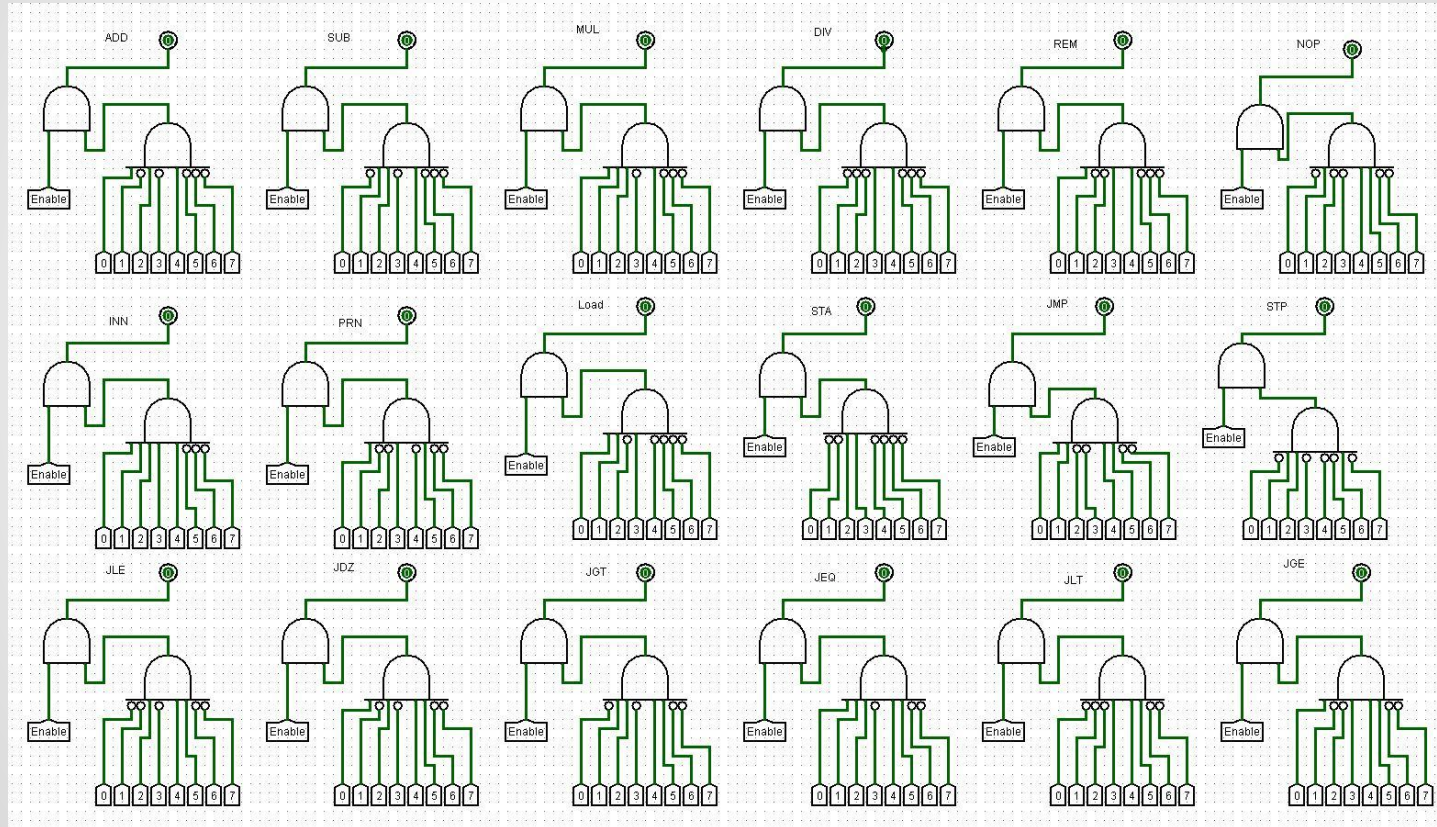 ADD SUB MUL DIV REM NOP
0 0 0 0 0 0
Enable Enable Enable Enable Enable Enable
0 1 2 3 4 5 6 7 0 1 2 3 4 5 6 7 0 1 2 3 4 5 6 7 0 1 2 3 4 5 6 7 0 1 2 3 4 5 6 7 0 1 2 3 4 5 6 7
INN PRN Load STA JMP STP
0 0 0 0 0 0
Enable Enable Enable Enable Enable Enable
0 1 2 3 4 5 6 7 0 1 2 3 4 5 6 7 0 1 2 3 4 5 6 7 0 1 2 3 4 5 6 7 0 1 2 3 4 5 6 7 0 1 2 3 4 5 6 7
JLE JDZ JGT JEQ JLT JGE
0 0 0 0 0 0
Enable Enable Enable Enable Enable Enable
0 1 2 3 4 5 6 7 0 1 2 3 4 5 6 7 0 1 2 3 4 5 6 7 0 1 2 3 4 5 6 7 0 1 2 3 4 5 6 7 0 1 2 3 4 5 6 7